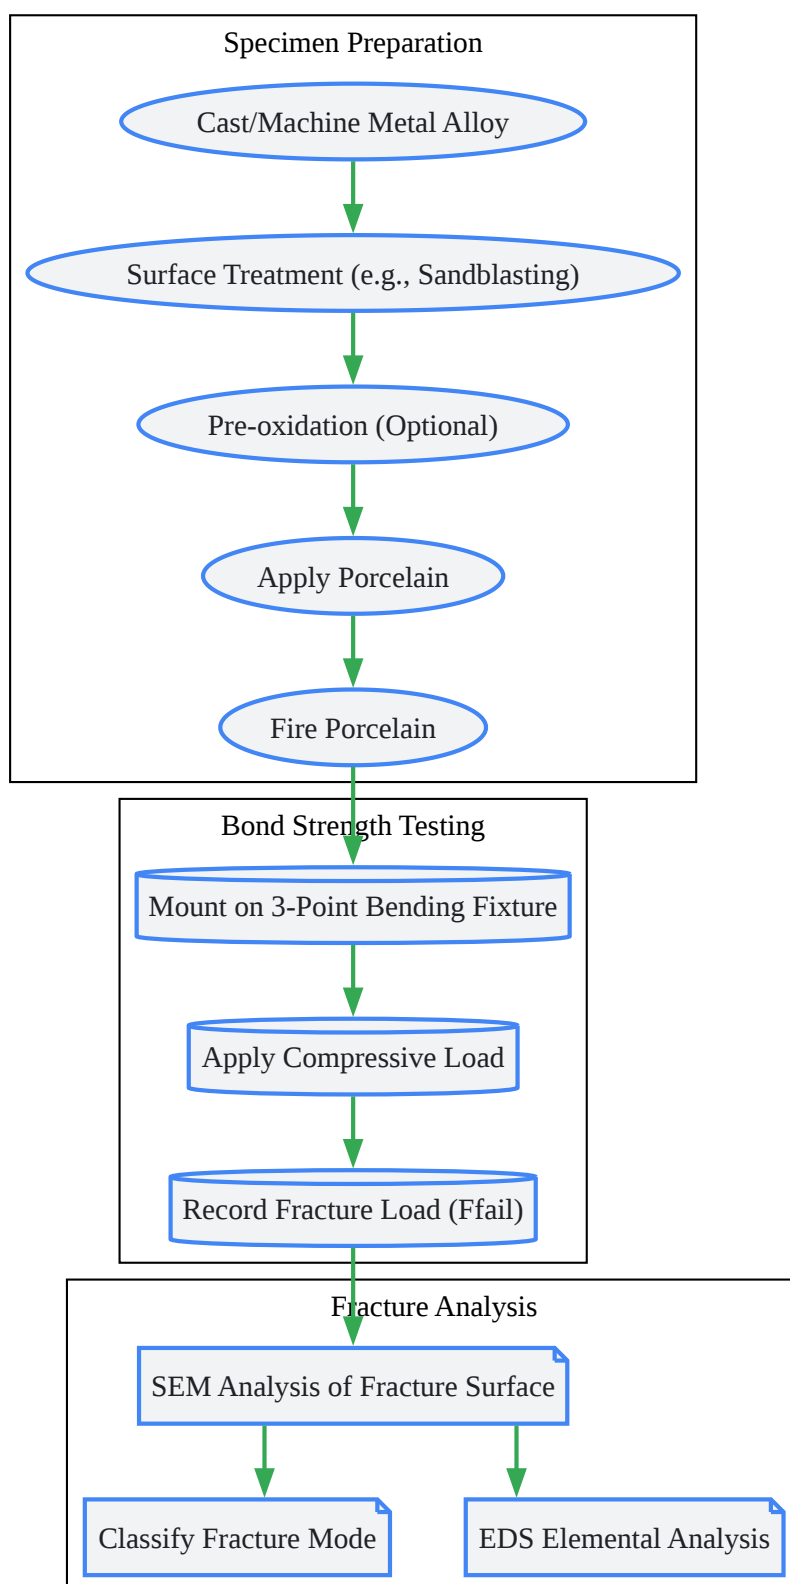 Specimen Preparation
Cast/Machine Metal Alloy
Surface Treatment (e.g., Sandblasting)
Pre-oxidation (Optional)
Apply Porcelain
Fire Porcelain
Bond Strength Testing
Mount on 3-Point Bending Fixture
Apply Compressive Load
Record Fracture Load (Ffail)
Fracture Analysis
SEM Analysis of Fracture Surface
Classify Fracture Mode
EDS Elemental Analysis